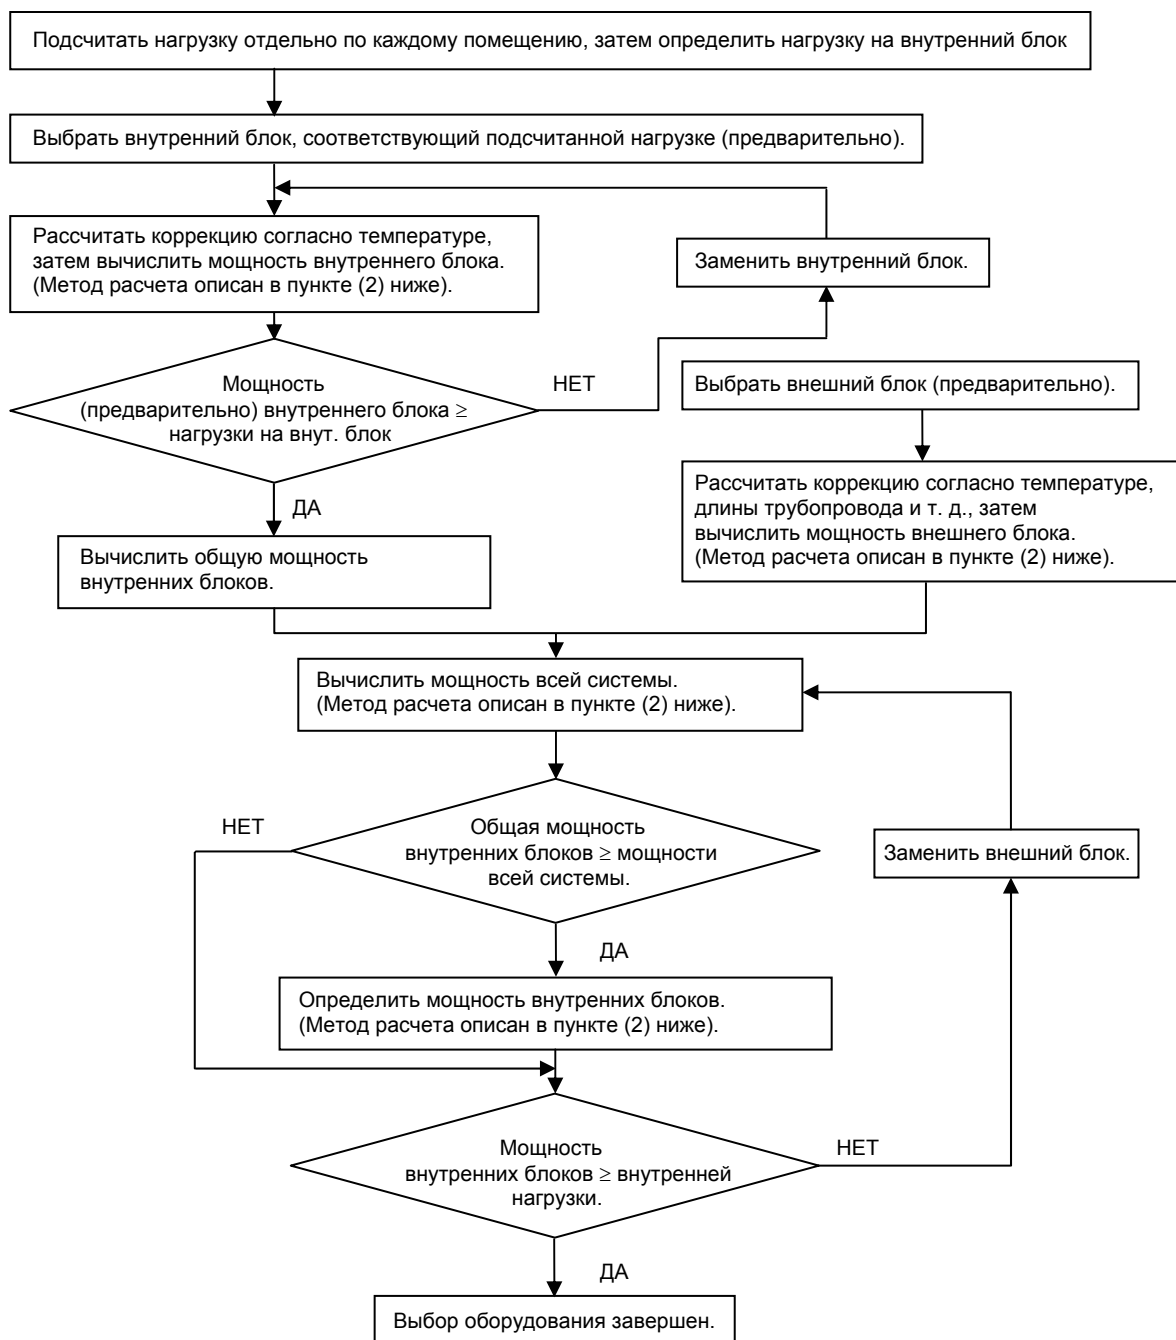 Подсчитать нагрузку отдельно по каждому помещению, затем определить нагрузку на внутренний блок
Выбрать внутренний блок, соответствующий подсчитанной нагрузке (предварительно).
Рассчитать коррекцию согласно температуре,
затем вычислить мощность внутреннего блока.
(Метод расчета описан в пункте (2) ниже).
Заменить внутренний блок.
Мощность
(предварительно) внутреннего блока ≥
нагрузки на внут. блок
НЕТ
Выбрать внешний блок (предварительно).
ДА
Рассчитать коррекцию согласно температуре,
длины трубопровода и т. д., затем
вычислить мощность внешнего блока.
(Метод расчета описан в пункте (2) ниже).
Вычислить общую мощность
внутренних блоков.
Вычислить мощность всей системы.
(Метод расчета описан в пункте (2) ниже).
НЕТ
Общая мощность
внутренних блоков ≥ мощности
всей системы.
Заменить внешний блок.
ДА
Определить мощность внутренних блоков.
(Метод расчета описан в пункте (2) ниже).
Мощность
внутренних блоков ≥ внутренней
нагрузки.
НЕТ
ДА
Выбор оборудования завершен.